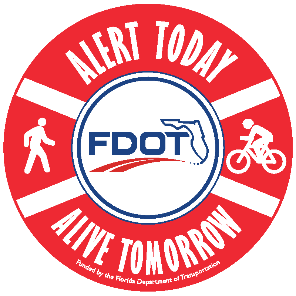 ALERT TODAY
FDOT
ALIVE TOMORROW
Funded by the Florida Department of Transportation